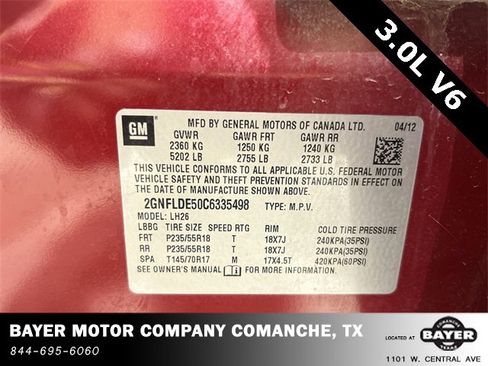 3.0L V6
GM
MFD BY GENERAL MOTORS OF CANADA LTD. 04/12
GVWR GAWR FRT GAWR RR
2360 KG 1250 KG 1240 KG
5202 LB 2755 LB 2733 LB
THIS VEHICLE CONFORMS TO ALL APPLICABLE U.S. FEDERAL MOTOR
VEHICLE SAFETY AND THEFT PREVENTION STANDARDS IN EFFECT
ON THE DATE OF MANUFACTURE SHOWN ABOVE.
2GNFLDE50C6335498 TYPE: M.P.V.
MODEL: LH26
LBBG TIRE SIZE SPEED RTG RIM COLD TIRE PRESSURE
FRT P235/55R18 T 18X7J 240KPA(35PSI)
RR P235/55R18 T 18X7J 240KPA(35PSI)
SPA T145/70R17 M 17X4.5T 420KPA(60PSI)
SEE OWNER'S MANUAL FOR MORE INFORMATION.
BAYER MOTOR COMPANY COMANCHE, TX
844-695-6060
LOCATED AT
COMANCHE
BAYER
TEXAS
1101 W. CENTRAL AVE